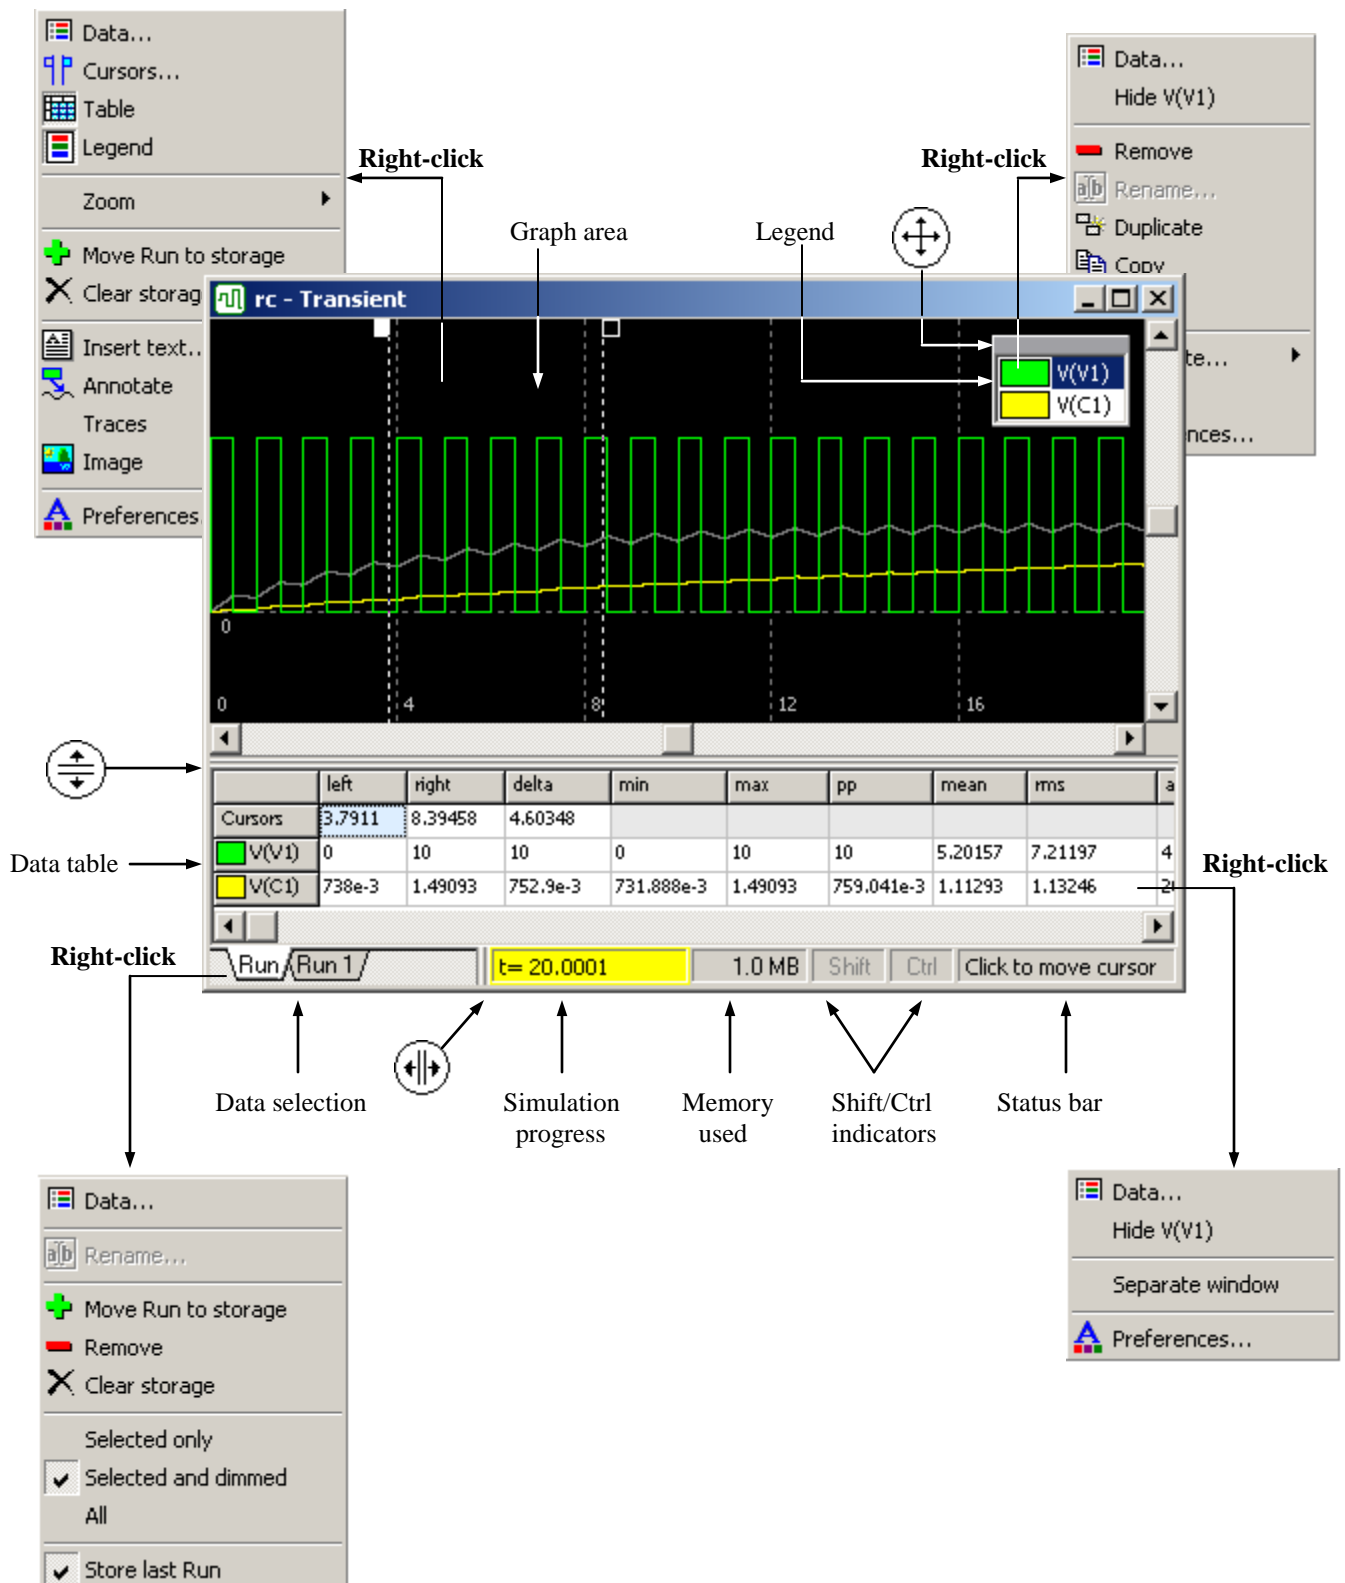 Data...
Cursors...
Table
Legend
Zoom
Move Run to storage
Clear storag
Insert text..
Annotate
Traces
Image
Preferences.
Right-click
Graph area
Legend
Right-click
Data...
Hide V(V1)
Remove
Rename...
Duplicate
Copy
te...
nces...
rc - Transient
V(V1)
V(C1)
0
0 4 8 12 16
left right delta min max pp mean rms a
Cursors 3.7911 8.39458 4.60348
V(V1) 0 10 10 0 10 10 5.20157 7.21197 4
V(C1) 738e-3 1.49093 752.9e-3 731.888e-3 1.49093 759.041e-3 1.11293 1.13246
Data table
Right-click
Right-click
Run Run 1 t= 20.0001 1.0 MB Shift Ctrl Click to move cursor
Data selection
Simulation
progress
Memory
used
Shift/Ctrl
indicators
Status bar
Data...
Rename...
Move Run to storage
Remove
Clear storage
Selected only
Selected and dimmed
All
Store last Run
Data...
Hide V(V1)
Separate window
Preferences...